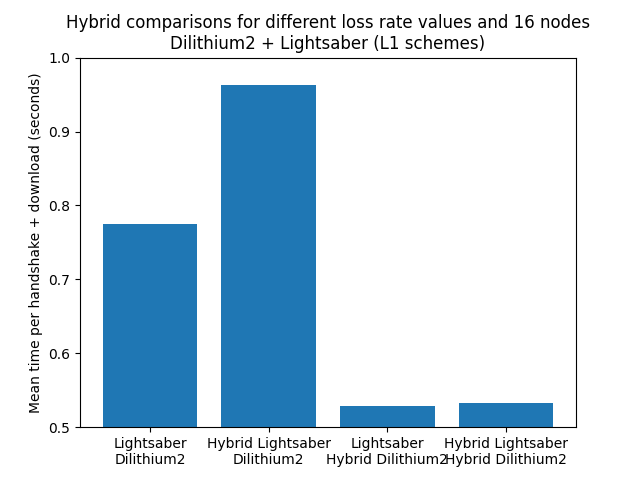 Hybrid comparisons for different loss rate values and 16 nodes
Dilithium2 + Lightsaber (L1 schemes)
Mean time per handshake + download (seconds)
1.0
0.9
0.8
0.7
0.6
0.5
Lightsaber
Dilithium2
Hybrid Lightsaber
Dilithium2
Lightsaber
Hybrid Dilithium2
Hybrid Lightsaber
Hybrid Dilithium2